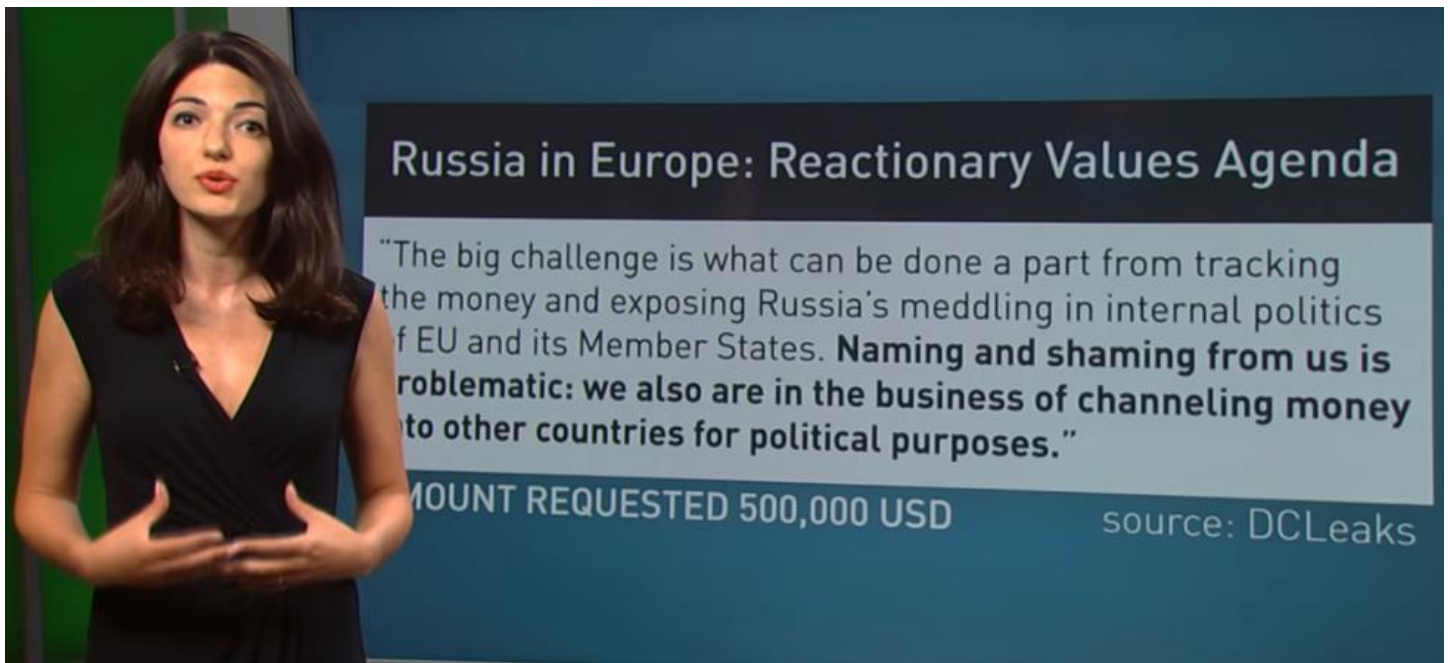 Russia in Europe: Reactionary Values Agenda
“The big challenge is what can be done a part from tracking
the money and exposing Russia’s meddling in internal politics
f EU and its Member States. Naming and shaming from us is
roblematic: we also are in the business of channeling money
to other countries for political purposes.”
MOUNT REQUESTED 500,000 USD
source: DCLeaks